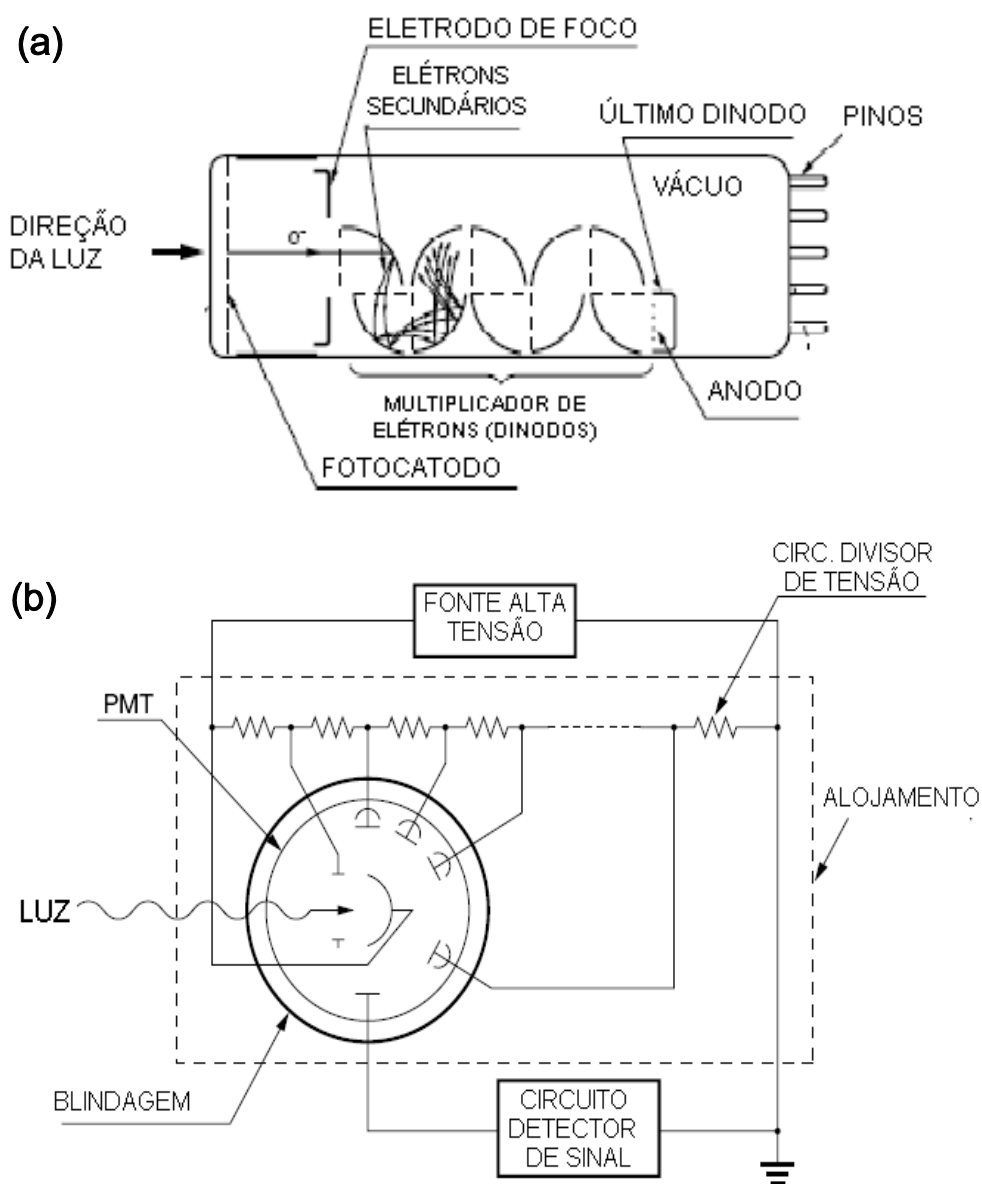 (a)
ELETRODO DE FOCO
ELÉTRONS
SECUNDÁRIOS
ÚLTIMO DINODO
PINOS
VÁCUO
DIREÇÃO
DA LUZ
e-
ANODO
MULTIPLICADOR DE
ELÉTRONS (DINODOS)
FOTOCATODO
(b)
CIRC. DIVISOR
DE TENSÃO
FONTE ALTA
TENSÃO
PMT
ALOJAMENTO
LUZ
BLINDAGEM
CIRCUITO
DETECTOR
DE SINAL